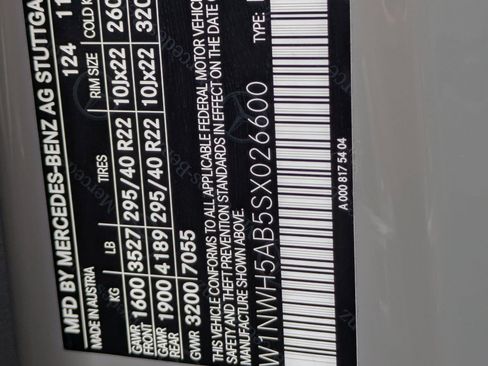 MFD BY MERCEDES-BENZ AG STUTTGA
MADE IN AUSTRIA 124 11
KG LB TIRES RIM SIZE COLD
GAWR FRONT 1600 3527 295/40 R22 10Jx22 260
GAWR REAR 1900 4189 295/40 R22 10Jx22 320
GVWR 3200 7055
THIS VEHICLE CONFORMS TO ALL APPLICABLE FEDERAL MOTOR VEHIC
SAFETY AND THEFT PREVENTION STANDARDS IN EFFECT ON THE DATE O
MANUFACTURE SHOWN ABOVE.
W1NWH5AB5SX026600 TYPE:
A 000 817 54 04